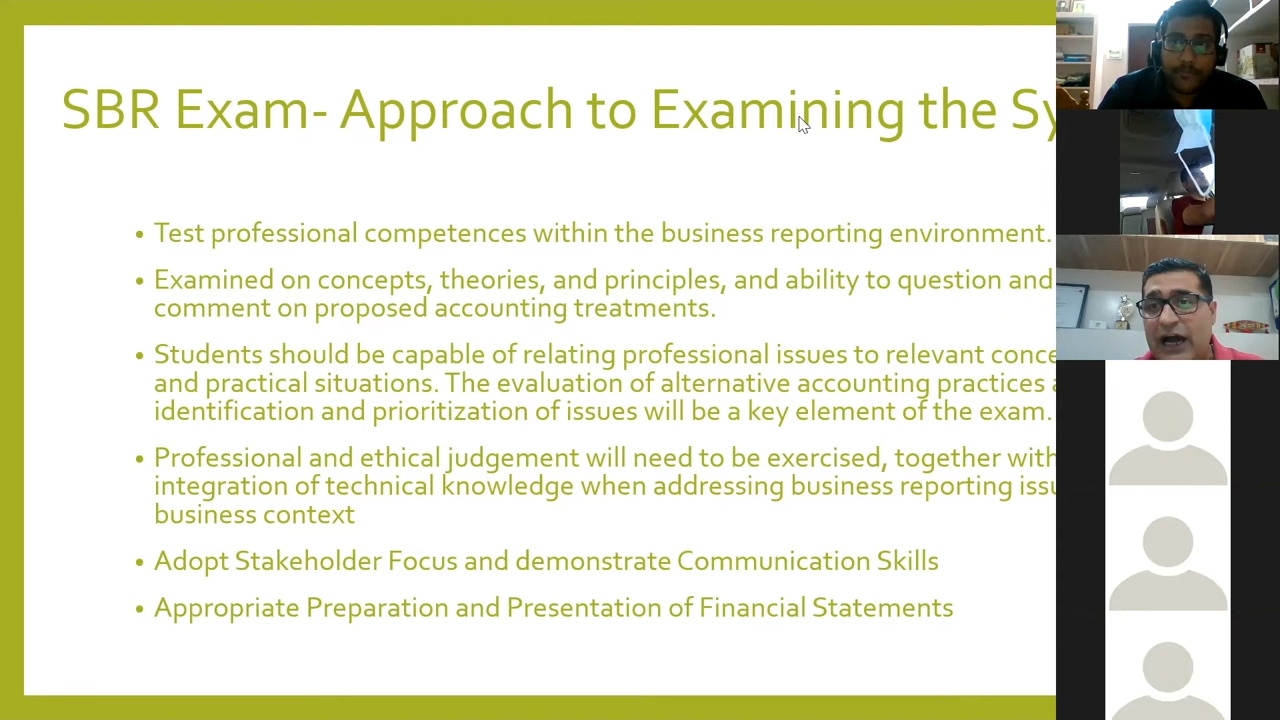 SBR Exam- Approach to Examining the Sy
• Test professional competences within the business reporting environment.
• Examined on concepts, theories, and principles, and ability to question and
comment on proposed accounting treatments.
• Students should be capable of relating professional issues to relevant conce
and practical situations. The evaluation of alternative accounting practices a
identification and prioritization of issues will be a key element of the exam.
• Professional and ethical judgement will need to be exercised, together with
integration of technical knowledge when addressing business reporting issu
business context
• Adopt Stakeholder Focus and demonstrate Communication Skills
• Appropriate Preparation and Presentation of Financial Statements